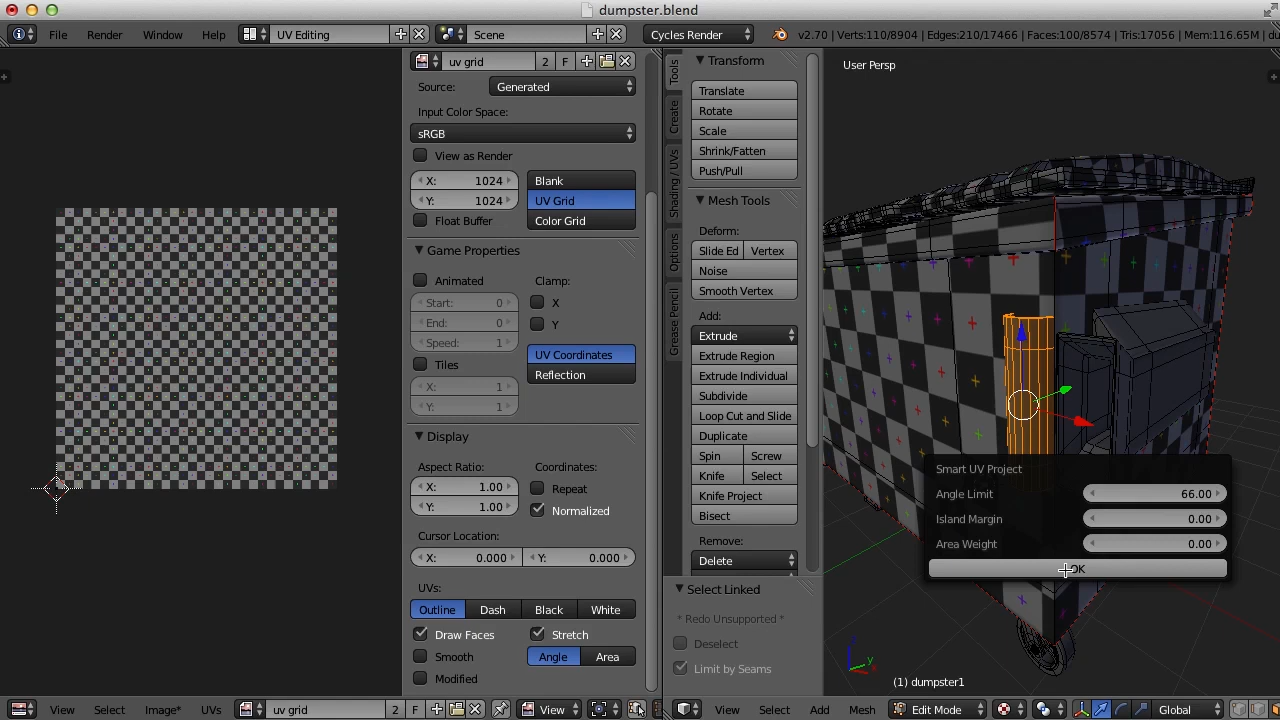 dumpster.blend
File Render Window Help UV Editing Scene Cycles Render v2.70 | Verts:110/8904 | Edges:210/17466 | Faces:100/8574 | Tris:17056 | Mem:116.65M | du
uv grid 2 F
Source: Generated
Input Color Space:
sRGB
View as Render
X: 1024
Y: 1024
Blank
UV Grid
Color Grid
Float Buffer
Game Properties
Animated
Clamp:
Start: 0
End: 0
Speed: 1
X
Y
Tiles
X: 1
Y: 1
UV Coordinates
Reflection
Display
Aspect Ratio:
Coordinates:
X: 1.00
Y: 1.00
Repeat
Normalized
Cursor Location:
X: 0.000 Y: 0.000
UVs:
Outline Dash Black White
Draw Faces
Stretch
Smooth
Angle Area
Modified
Tools
Create
Shading / UVs
Options
Grease Pencil
Transform
Translate
Rotate
Scale
Shrink/Fatten
Push/Pull
Mesh Tools
Deform:
Slide Ed Vertex
Noise
Smooth Vertex
Add:
Extrude
Extrude Region
Extrude Individual
Subdivide
Loop Cut and Slide
Duplicate
Spin Screw
Knife Select
Knife Project
Bisect
Remove:
Delete
Select Linked
* Redo Unsupported *
Deselect
Limit by Seams
User Persp
Smart UV Project
Angle Limit 66.00
Island Margin 0.00
Area Weight 0.00
OK
z
y
x
(1) dumpster1
View Select Image* UVs uv grid 2 F View
View Select Add Mesh Edit Mode Global